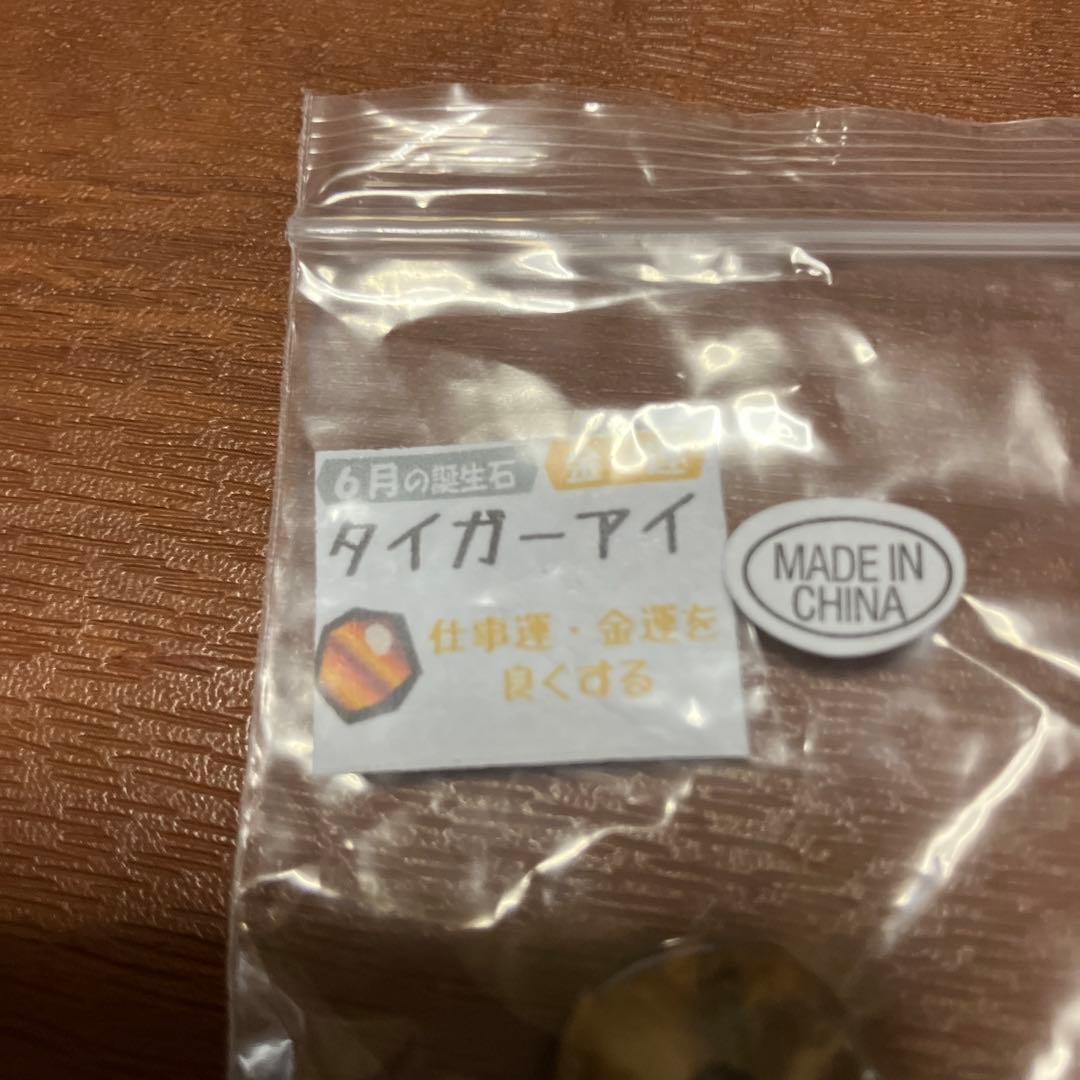 6月の誕生石
タイガーアイ
仕事運・金運を
良くする
MADE IN
CHINA